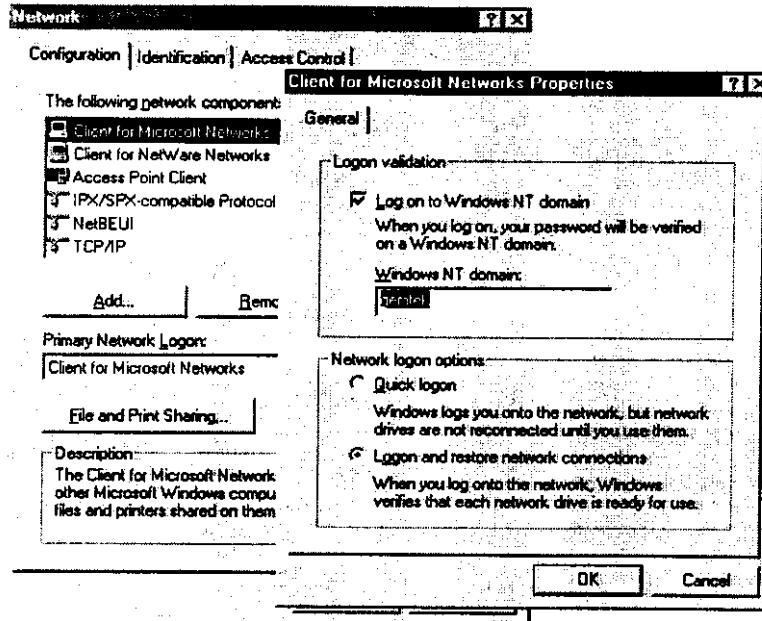 Network
Configuration Identification Access Control
The following network component
Client for Microsoft Networks
Client for NetWare Networks
Access Point Client
IPX/SPX-compatible Protocol
NetBEUI
TCP/IP
Add...
Remo
Primary Network Logon:
Client for Microsoft Networks
File and Print Sharing...
Description
The Client for Microsoft Network
other Microsoft Windows compu
files and printers shared on them
Client for Microsoft Networks Properties
General
Logon validation
Log on to Windows NT domain
When you log on, your password will be verified
on a Windows NT domain.
Windows NT domain:
Network logon options
Quick logon
Windows logs you onto the network, but network
drives are not reconnected until you use them.
Logon and restore network connections
When you log onto the network, Windows
verifies that each network drive is ready for use.
OK
Cancel